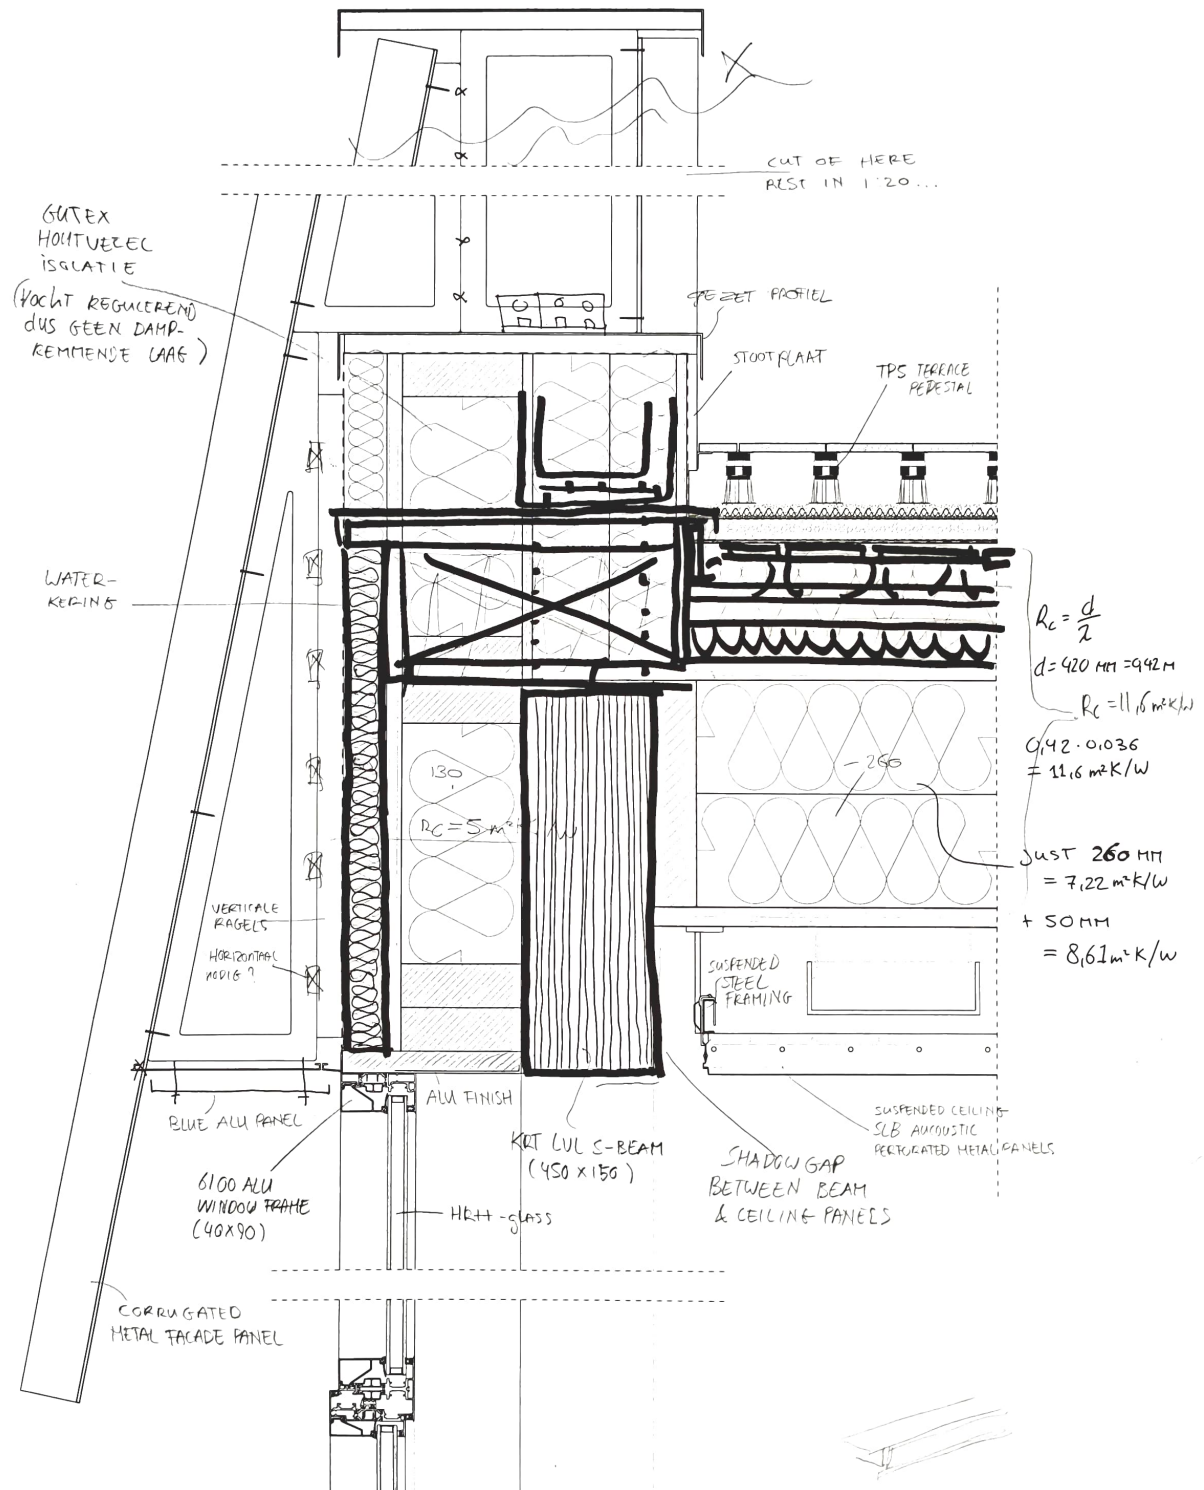 CUT OF HERE
REST IN 1:20...
GUTEX
HOUTVEZEL
ISOLATIE
(VOCHT REGULEREND
DUS GEEN DAMP-
REMMENDE LAAG)
GEZET PROFIEL
STOOTPLAAT
TP5 TERRACE
PEDESTAL
WATER-
KERING
Rc = d/λ
d = 420 MM = 0,42 M
Rc = 11,6 m²K/W
0,42 · 0,036
= 11,6 m²K/W
260
JUST 260 MM
= 7,22 m²K/W
+ 50 MM
= 8,61 m²K/W
130
Rc = 5 m²K/W
VERTICALE
RAGELS
HORIZONTAAL
NODIG?
SUSPENDED
STEEL
FRAMING
ALU FINISH
BLUE ALU PANEL
KRT LVL S-BEAM
(450 x 150)
SUSPENDED CEILING
SLB AUCOUSTIC
PERFORATED METAL PANELS
SHADOW GAP
BETWEEN BEAM
& CEILING PANELS
6100 ALU
WINDOW FRAME
(40x90)
HR++-glass
CORRUGATED
METAL FACADE PANEL